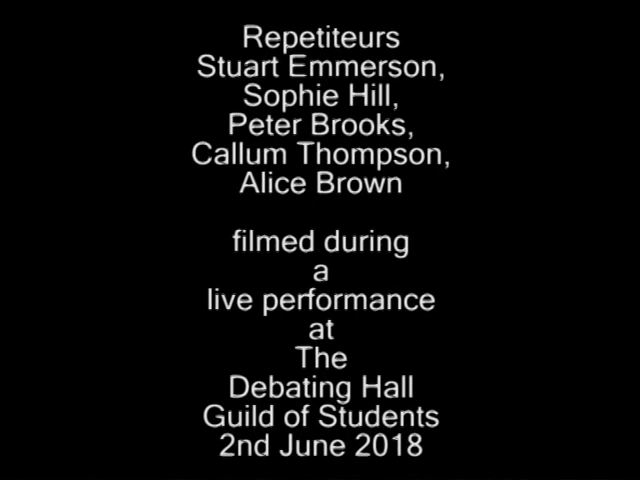 Repetiteurs
Stuart Emmerson,
Sophie Hill,
Peter Brooks,
Callum Thompson,
Alice Brown
filmed during
a
live performance
at
The
Debating Hall
Guild of Students
2nd June 2018